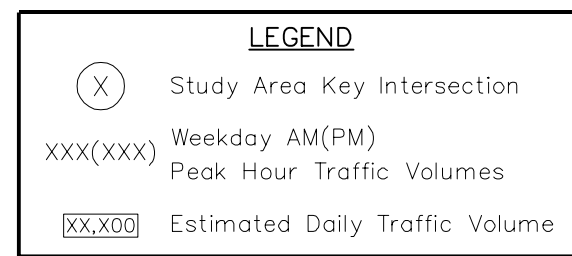 LEGEND
X Study Area Key Intersection
XXX(XXX) Weekday AM(PM)
Peak Hour Traffic Volumes
XX,X00 Estimated Daily Traffic Volume